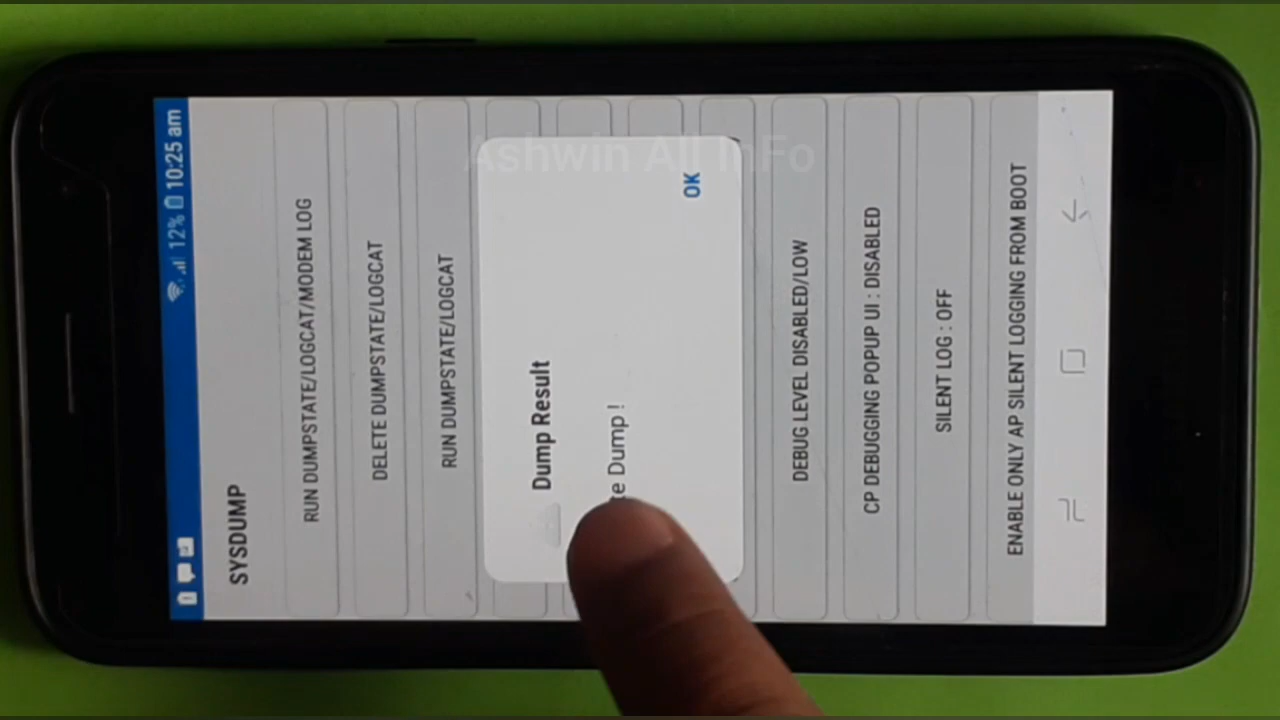 12% 10:25 am
SYSDUMP
RUN DUMPSTATE/LOGCAT/MODEM LOG
DELETE DUMPSTATE/LOGCAT
RUN DUMPSTATE/LOGCAT
Dump Result
Dump !
OK
DEBUG LEVEL DISABLED/LOW
CP DEBUGGING POPUP UI : DISABLED
SILENT LOG : OFF
ENABLE ONLY AP SILENT LOGGING FROM BOOT
Ashwin All InFo